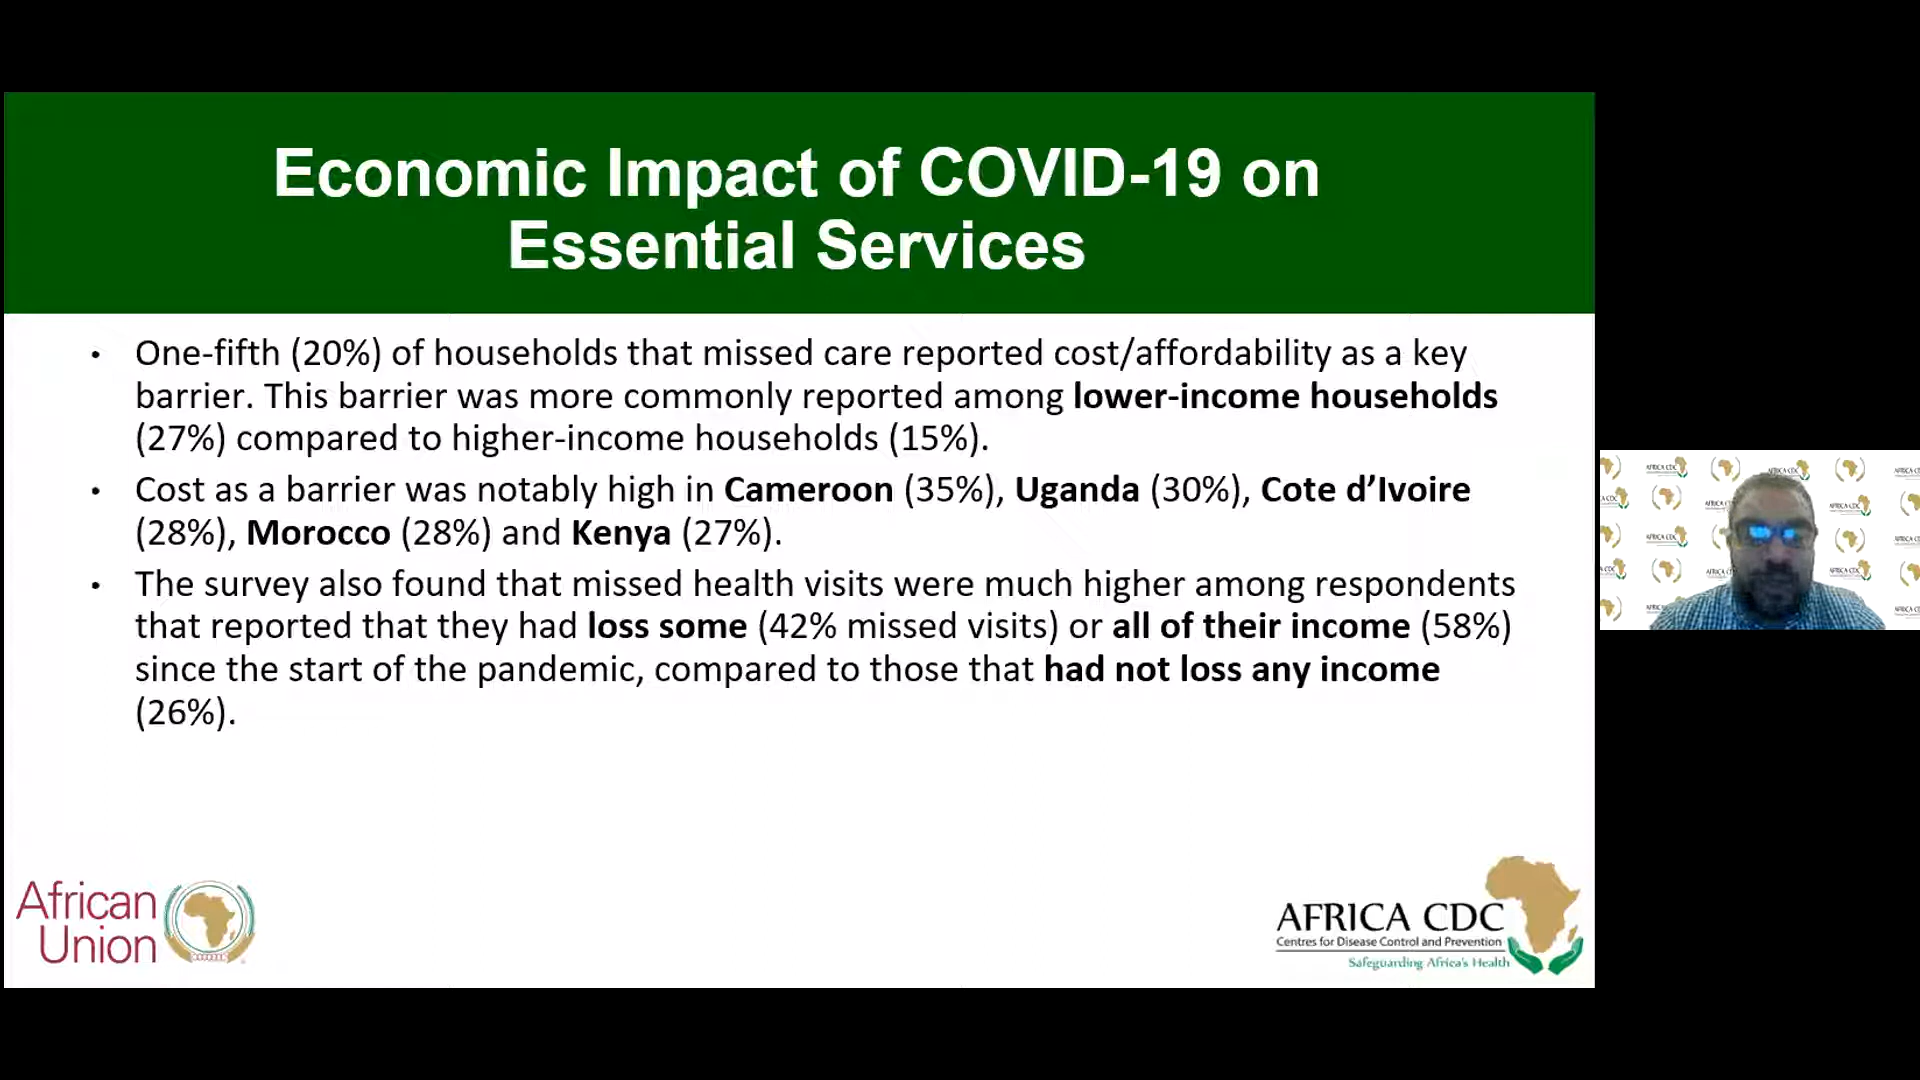 Economic Impact of COVID-19 on
Essential Services
• One-fifth (20%) of households that missed care reported cost/affordability as a key
barrier. This barrier was more commonly reported among lower-income households
(27%) compared to higher-income households (15%).
• Cost as a barrier was notably high in Cameroon (35%), Uganda (30%), Cote d’Ivoire
(28%), Morocco (28%) and Kenya (27%).
• The survey also found that missed health visits were much higher among respondents
that reported that they had loss some (42% missed visits) or all of their income (58%)
since the start of the pandemic, compared to those that had not loss any income
(26%).
African
Union
AFRICA CDC
Centres for Disease Control and Prevention
Safeguarding Africa's Health